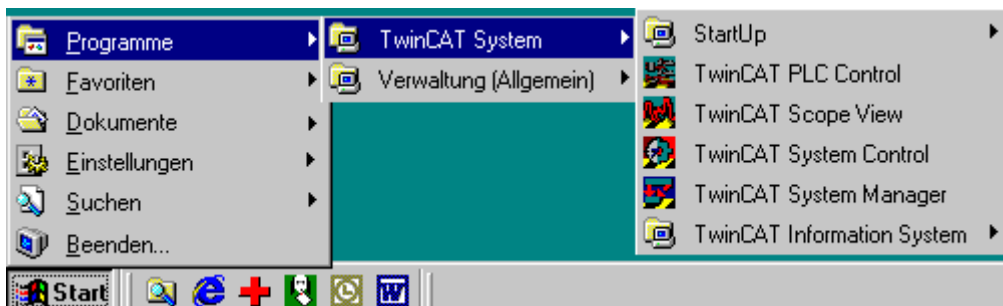 Programme
Favoriten
Dokumente
Einstellungen
Suchen
Beenden...
TwinCAT System
Verwaltung (Allgemein)
StartUp
TwinCAT PLC Control
TwinCAT Scope View
TwinCAT System Control
TwinCAT System Manager
TwinCAT Information System
Start